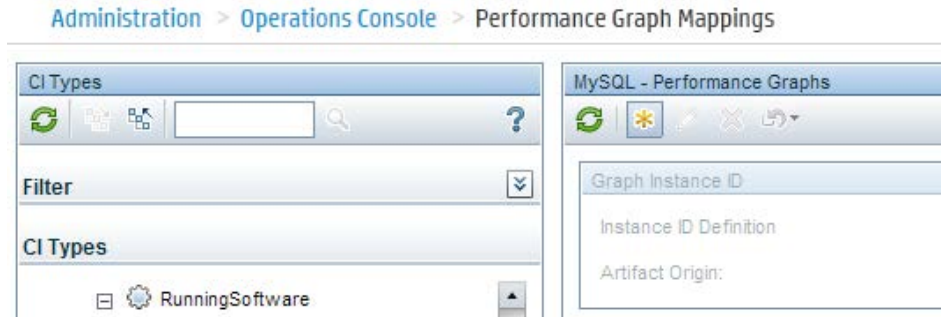 Administration > Operations Console > Performance Graph Mappings
CI Types
MySQL - Performance Graphs
?
Filter
Graph Instance ID
Instance ID Definition
CI Types
Artifact Origin:
RunningSoftware